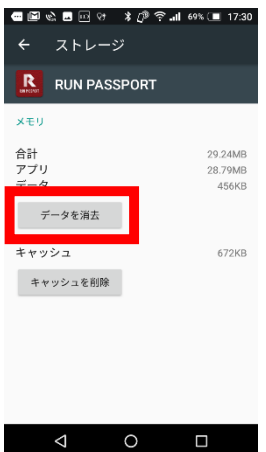 69% 17:30
ストレージ
R
RUN PASSPORT
メモリ
合計 29.24MB
アプリ 28.79MB
データ 456KB
データを消去
キャッシュ 672KB
キャッシュを削除